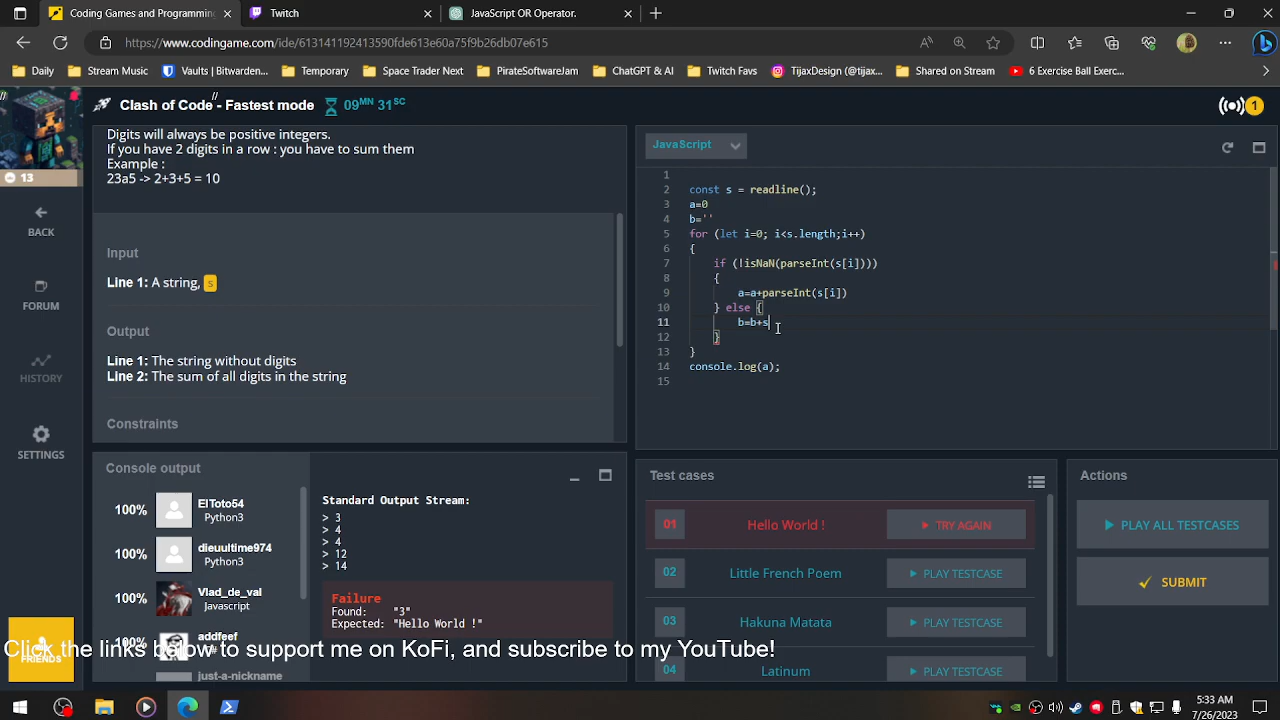 Coding Games and Programming
Twitch
JavaScript OR Operator.
https://www.codingame.com/ide/613141192413590fde613e60a75f9b26db07e615
Daily
Stream Music
Vaults | Bitwarden...
Temporary
Space Trader Next
PirateSoftwareJam
ChatGPT & AI
Twitch Favs
TijaxDesign (@tijax...
Shared on Stream
6 Exercise Ball Exerc...
//
//
Clash of Code - Fastest mode
09MN 31SC
1
13
BACK
FORUM
HISTORY
SETTINGS
FRIENDS
Digits will always be positive integers.
If you have 2 digits in a row : you have to sum them
Example :
23a5 -> 2+3+5 = 10
Input
Line 1: A string, s
Output
Line 1: The string without digits
Line 2: The sum of all digits in the string
Constraints
JavaScript
1
2 const s = readline();
3 a=0
4 b=''
5 for (let i=0; i<s.length;i++)
6 {
7 if (!isNaN(parseInt(s[i])))
8 {
9 a=a+parseInt(s[i])
10 } else {
11 b=b+s
12 }
13 }
14 console.log(a);
15
Console output
100% ElToto54
Python3
100% dieuultime974
Python3
100% Vlad_de_val
Javascript
100% addfeef
just-a-nickname
Standard Output Stream:
> 3
> 4
> 4
> 12
> 14
Failure
Found: "3"
Expected: "Hello World !"
Test cases
01 Hello World ! TRY AGAIN
02 Little French Poem PLAY TESTCASE
03 Hakuna Matata PLAY TESTCASE
04 Latinum PLAY TESTCASE
Actions
PLAY ALL TESTCASES
SUBMIT
Click the links below to support me on KoFi, and subscribe to my YouTube!
5:33 AM
7/26/2023